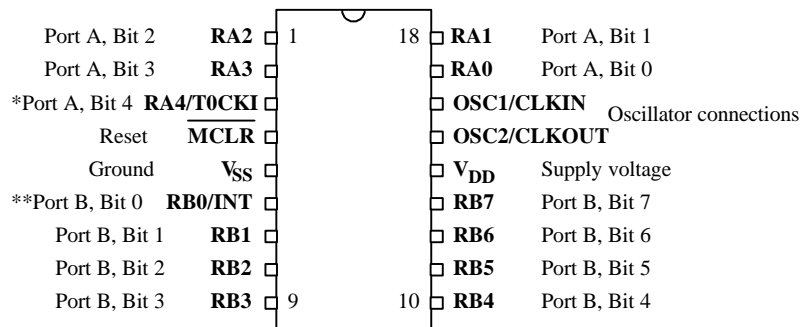 Port A, Bit 2 RA2 1 18 RA1 Port A, Bit 1
Port A, Bit 3 RA3 RA0 Port A, Bit 0
*Port A, Bit 4 RA4/T0CKI OSC1/CLKIN
Oscillator connections
Reset MCLR OSC2/CLKOUT
Ground VSS VDD Supply voltage
**Port B, Bit 0 RB0/INT RB7 Port B, Bit 7
Port B, Bit 1 RB1 RB6 Port B, Bit 6
Port B, Bit 2 RB2 RB5 Port B, Bit 5
Port B, Bit 3 RB3 9 10 RB4 Port B, Bit 4